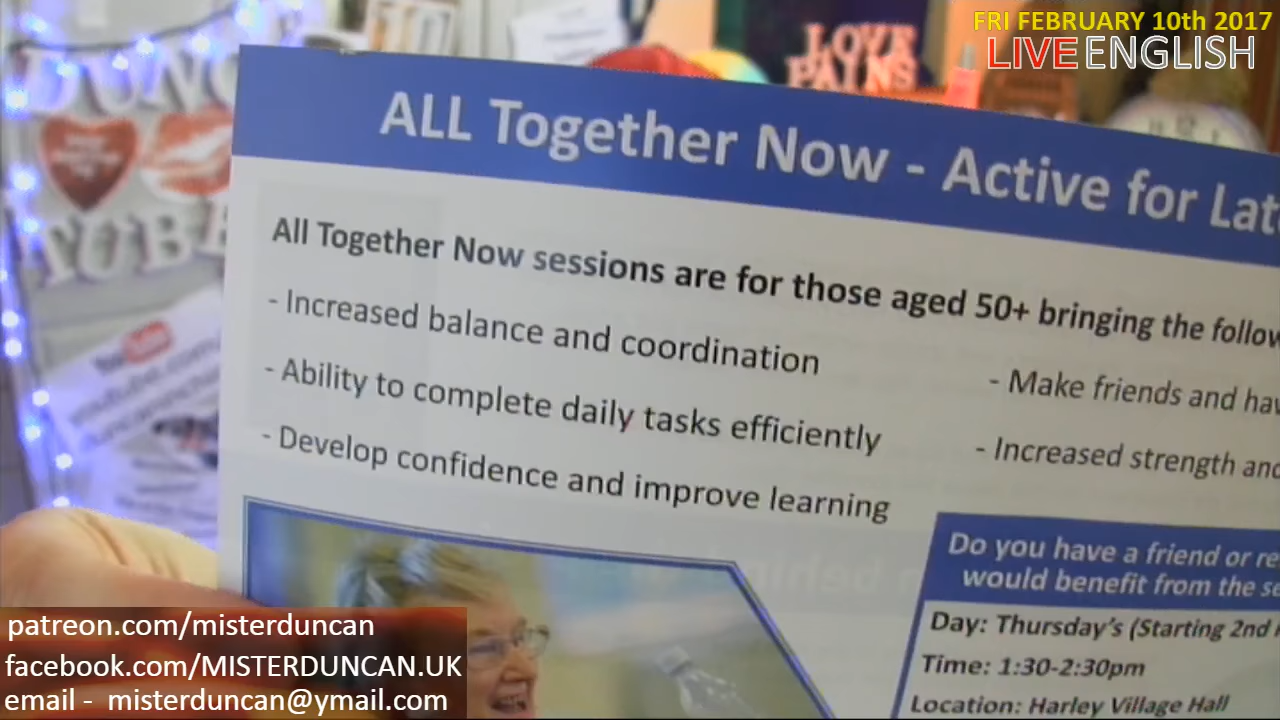 FRI FEBRUARY 10th 2017
LIVE ENGLISH
LOVE
PAINS
DUNC
TUBE
YouTube
ALL Together Now - Active for Lat
All Together Now sessions are for those aged 50+ bringing the follow
- Increased balance and coordination
- Ability to complete daily tasks efficiently
- Develop confidence and improve learning
- Make friends and hav
- Increased strength and
Do you have a friend or re
would benefit from the se
Day: Thursday's (Starting 2nd
Time: 1:30-2:30pm
Location: Harley Village Hall
patreon.com/misterduncan
facebook.com/MISTERDUNCAN.UK
email - misterduncan@ymail.com